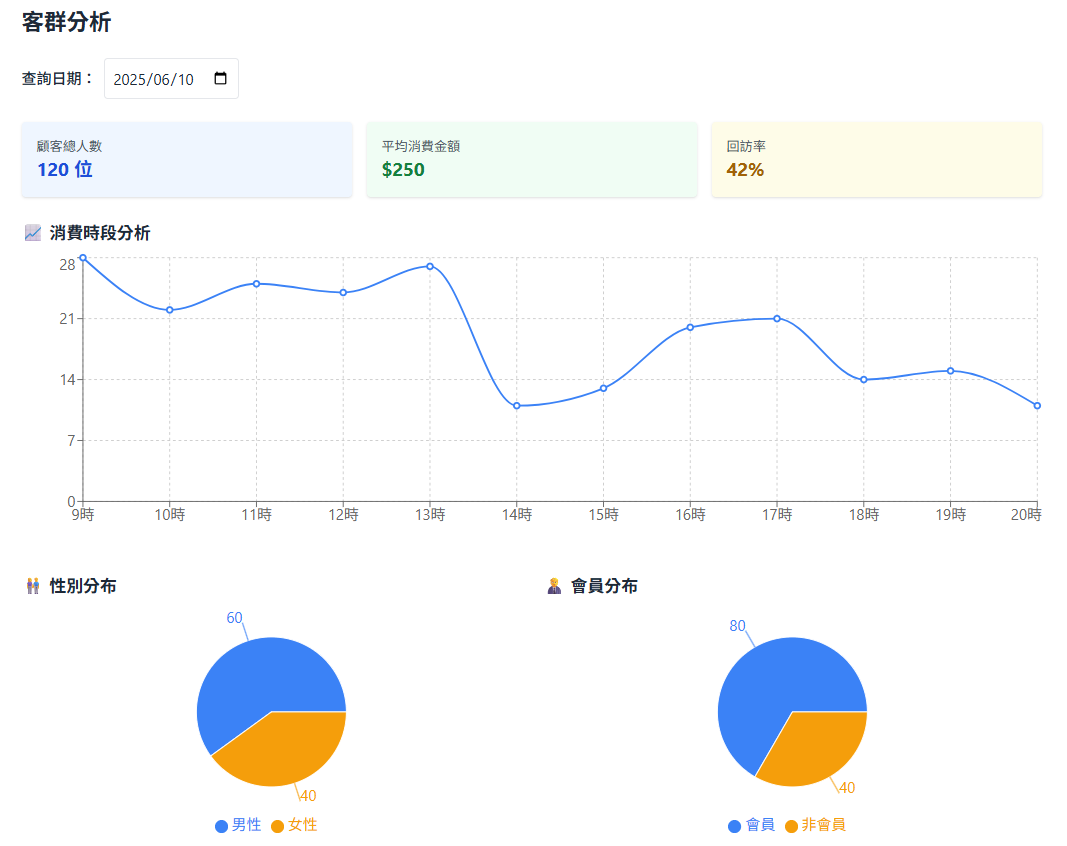 客群分析
查詢日期：
2025/06/10
顧客總人數
120 位
平均消費金額
$250
回訪率
42%
消費時段分析
28
21
14
7
0
9時 10時 11時 12時 13時 14時 15時 16時 17時 18時 19時 20時
性別分布
60
40
男性 女性
會員分布
80
40
會員 非會員